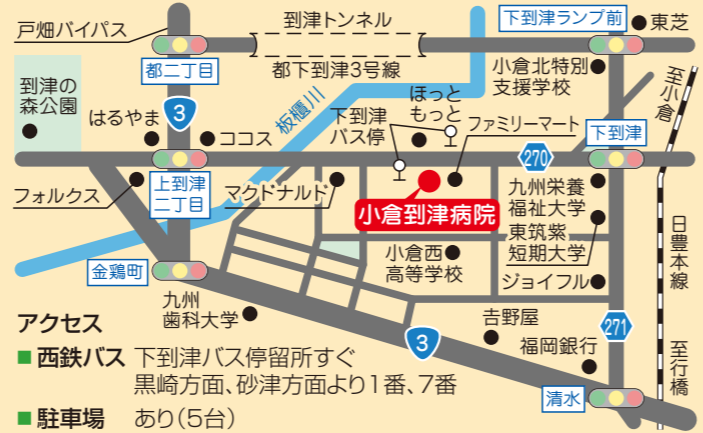 戸畑バイパス
到津トンネル
下到津ランプ前
東芝
都二丁目
都下到津3号線
小倉北特別
支援学校
到津の
森公園
3
はるやま
ココス
板櫃川
下到津
バス停
ほっと
もっと
ファミリーマート
270
下到津
至小倉
フォルクス
上到津
二丁目
マクドナルド
小倉到津病院
九州栄養
福祉大学
東筑紫
短期大学
小倉西
高等学校
ジョイフル
日豊本線
金鶏町
九州
歯科大学
3
吉野屋
福岡銀行
271
至行橋
清水
アクセス
■西鉄バス 下到津バス停留所すぐ
黒崎方面、砂津方面より1番、7番
■駐車場 あり(5台)